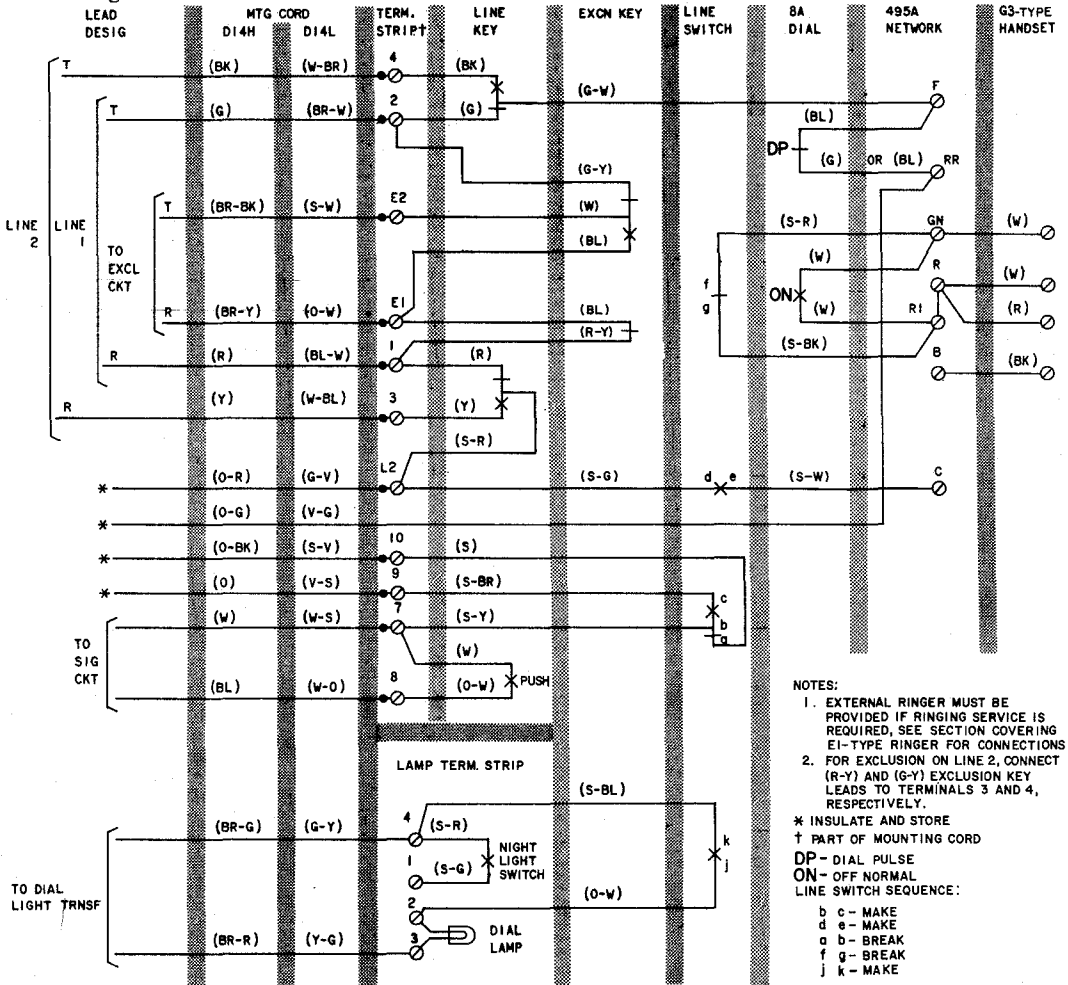 LEAD DESIG
MTG CORD
D14H D14L
TERM. STRIP†
LINE KEY
EXCN KEY
LINE SWITCH
8A DIAL
495A NETWORK
G3-TYPE HANDSET
T (BK) (W-BR) 4 (BK)
(G-W) F
T (G) (BR-W) 2 (G)
(BL)
DP
(G) OR (BL) RR
(G-Y)
T (BR-BK) (S-W) E2 (W)
(BL)
LINE 2
LINE 1
TO EXCL CKT
(S-R) GN (W)
(W)
f
g
ON
R (W)
(W) R1 (R)
(S-BK)
B (BK)
R (BR-Y) (O-W) E1 (BL)
(R-Y)
R (R) (BL-W) 1 (R)
R (Y) (W-BL) 3 (Y)
(S-R)
* (O-R) (G-V) L2 (S-G) d e (S-W) C
* (O-G) (V-G)
* (O-BK) (S-V) 10 (S)
* (O) (V-S) 9 (S-BR)
c
(W) (W-S) 7 (S-Y) b
a
TO SIG CKT
(W)
PUSH
(BL) (W-O) 8 (O-W)
LAMP TERM. STRIP
(S-BL)
(BR-G) (G-Y) 4 (S-R)
NIGHT LIGHT SWITCH
1 (S-G)
k
j
TO DIAL LIGHT TRNSF
2 (O-W)
DIAL LAMP
(BR-R) (Y-G) 3
NOTES:
1. EXTERNAL RINGER MUST BE
PROVIDED IF RINGING SERVICE IS
REQUIRED, SEE SECTION COVERING
E1-TYPE RINGER FOR CONNECTIONS
2. FOR EXCLUSION ON LINE 2, CONNECT
(R-Y) AND (G-Y) EXCLUSION KEY
LEADS TO TERMINALS 3 AND 4,
RESPECTIVELY.
* INSULATE AND STORE
† PART OF MOUNTING CORD
DP - DIAL PULSE
ON - OFF NORMAL
LINE SWITCH SEQUENCE:
b c - MAKE
d e - MAKE
a b - BREAK
f g - BREAK
j k - MAKE